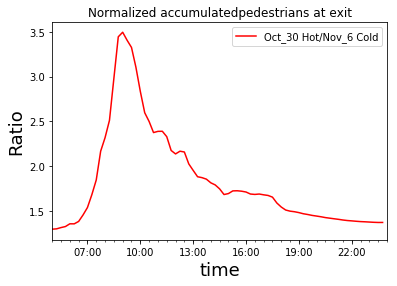 Normalized accumulatedpedestrians at exit
Oct_30 Hot/Nov_6 Cold
Ratio
3.5
3.0
2.5
2.0
1.5
07:00 10:00 13:00 16:00 19:00 22:00
time